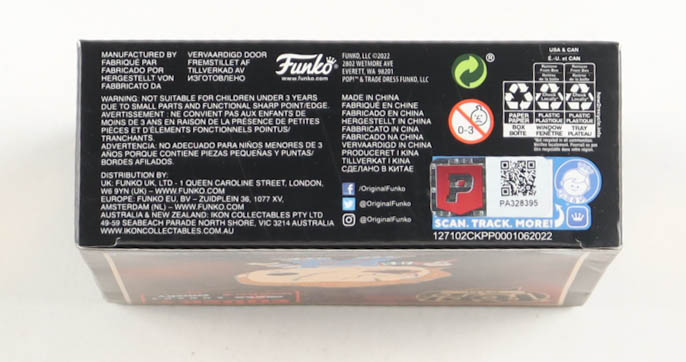 MANUFACTURED BY
FABRIQUÉ PAR
FABRICADO POR
HERGESTELLT VON
FABBRICATO DA
VERVAARDIGD DOOR
FREMSTILLET AF
TILLVERKAD AV
ИЗГОТОВЛЕНО
Funko
www.funko.com
FUNKO, LLC ©2022
2802 WETMORE AVE
EVERETT, WA 98201
POP! & TRADE DRESS FUNKO, LLC
WARNING: NOT SUITABLE FOR CHILDREN UNDER 3 YEARS
DUE TO SMALL PARTS AND FUNCTIONAL SHARP POINT/EDGE.
AVERTISSEMENT : NE CONVIENT PAS AUX ENFANTS DE
MOINS DE 3 ANS EN RAISON DE LA PRÉSENCE DE PETITES
PIÈCES ET D'ÉLÉMENTS FONCTIONNELS POINTUS/
TRANCHANTS.
ADVERTENCIA: NO ADECUADO PARA NIÑOS MENORES DE 3
AÑOS PORQUE CONTIENE PIEZAS PEQUEÑAS Y PUNTAS/
BORDES AFILADOS.
DISTRIBUTION BY:
UK: FUNKO UK, LTD - 1 QUEEN CAROLINE STREET, LONDON,
W6 9YN (UK) – WWW.FUNKO.COM
EUROPE: FUNKO EU, BV – ZUIDPLEIN 36, 1077 XV,
AMSTERDAM (NL) – WWW.FUNKO.COM
AUSTRALIA & NEW ZEALAND: IKON COLLECTABLES PTY LTD
49-59 SEABEACH PARADE NORTH SHORE, VIC 3214 AUSTRALIA
WWW.IKONCOLLECTABLES.COM.AU
MADE IN CHINA
FABRIQUÉ EN CHINE
FABRICADO EN CHINA
HERGESTELLT IN CHINA
FABRICATO IN CINA
FABRICADO NA CHINA
VERVAARDIGD IN CHINA
PRODUCERET I KINA
TILLVERKAT I KINA
СДЕЛАНО В КИТАЕ
/OriginalFunko
@OriginalFunko
@OriginalFunko
®
0-3
USA & CAN
É.-U. et CAN
PAPER
PAPIER
BOX
BOÎTE
Check
Locally*
PLASTIC
PLASTIQUE
WINDOW
FENÊTRE
Check
Locally*
PLASTIC
PLASTIQUE
TRAY
PLATEAU
P
PA328395
SCAN. TRACK. MORE!
127102CKPP0001062022